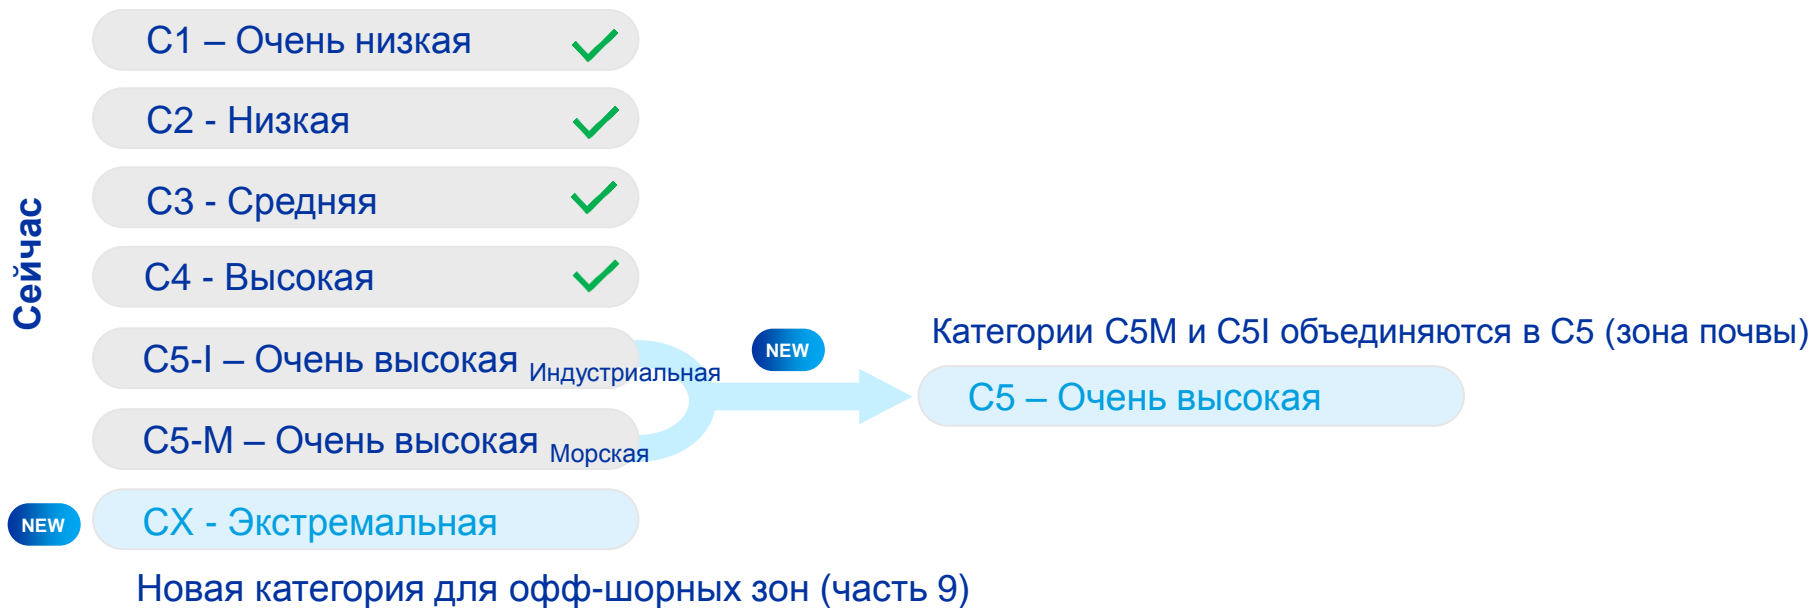 Сейчас
C1 – Очень низкая
C2 - Низкая
C3 - Средняя
C4 - Высокая
C5-I – Очень высокая Индустриальная
C5-M – Очень высокая Морская
NEW
CX - Экстремальная
Новая категория для офф-шорных зон (часть 9)
NEW
Категории C5M и C5I объединяются в C5 (зона почвы)
C5 – Очень высокая